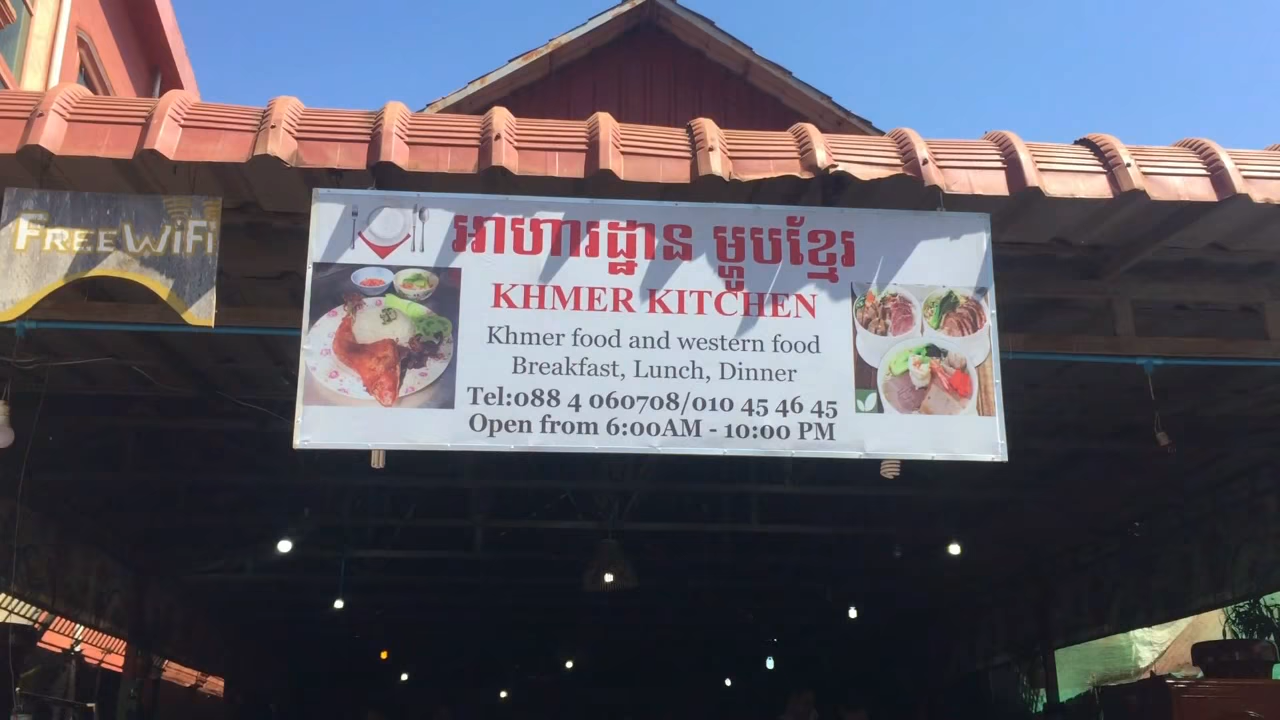 FREE WiFi
អាហារដ្ឋាន ម្ហូបខ្មែរ
KHMER KITCHEN
Khmer food and western food
Breakfast, Lunch, Dinner
Tel:088 4 060708/010 45 46 45
Open from 6:00AM - 10:00 PM